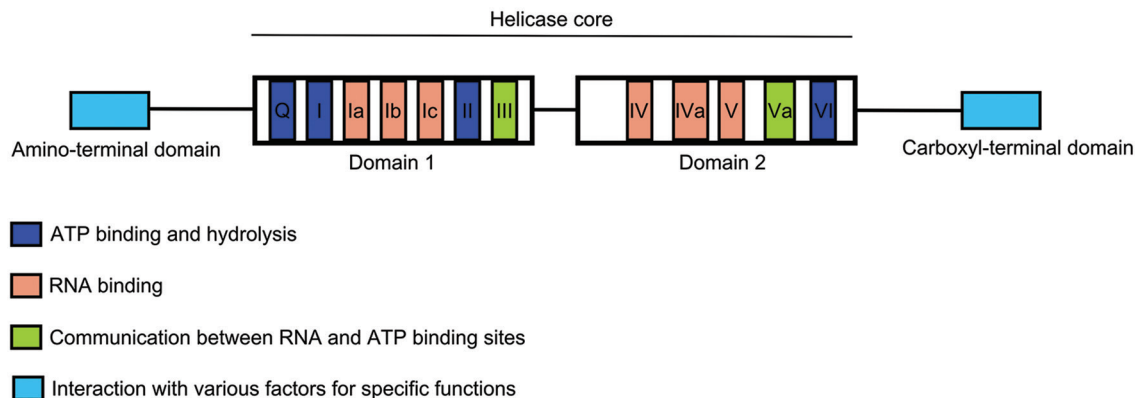 Helicase core
Q I Ia Ib Ic II III IV IVa V Va VI
Amino-terminal domain
Domain 1
Domain 2
Carboxyl-terminal domain
ATP binding and hydrolysis
RNA binding
Communication between RNA and ATP binding sites
Interaction with various factors for specific functions